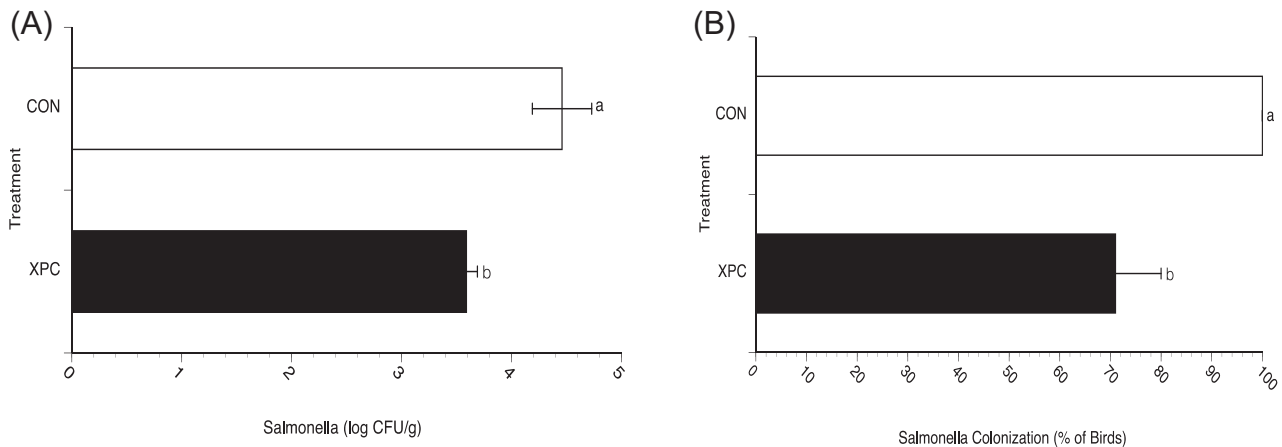 (A)
Treatment
CON
a
XPC
b
0 1 2 3 4 5
Salmonella (log CFU/g)
(B)
Treatment
CON
a
XPC
b
0 10 20 30 40 50 60 70 80 90 100
Salmonella Colonization (% of Birds)